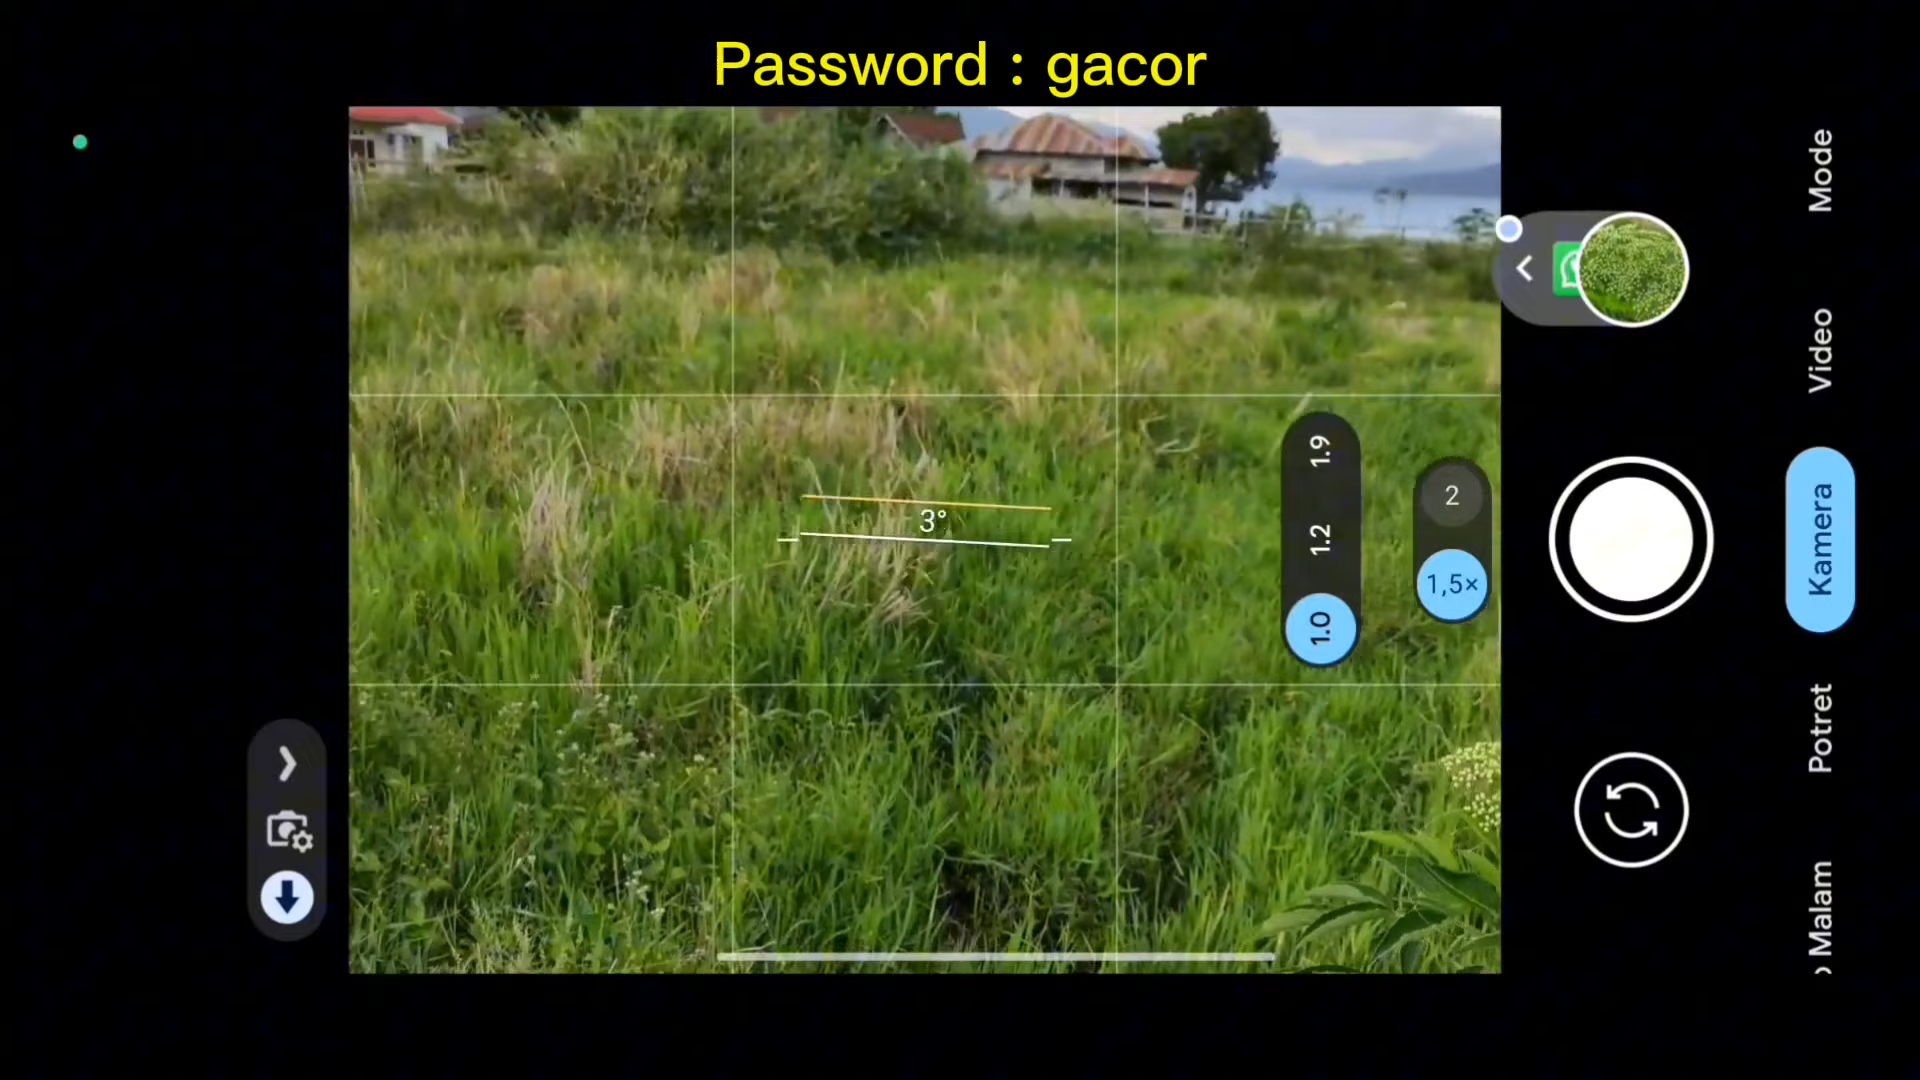 Password : gacor
Mode
Video
Kamera
Potret
Malam
3°
1.9
1.2
1.0
2
1,5×